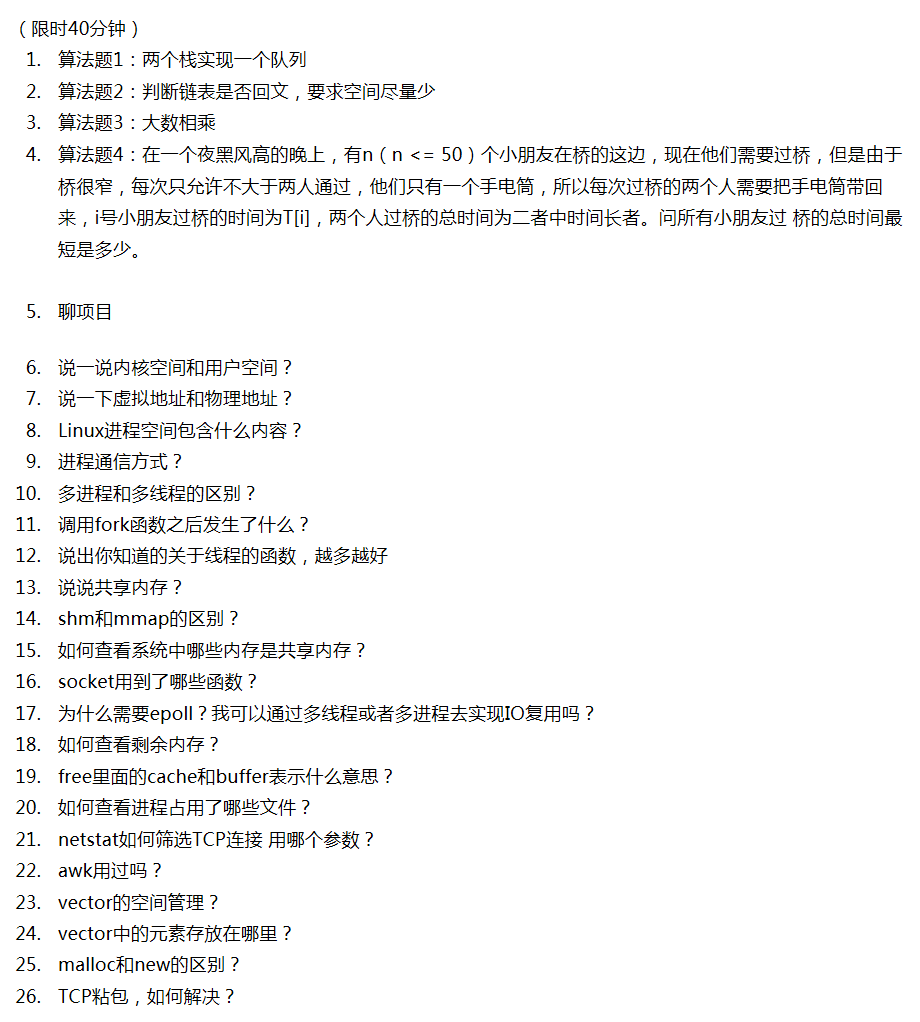 （限时40分钟）
1. 算法题1：两个栈实现一个队列
2. 算法题2：判断链表是否回文，要求空间尽量少
3. 算法题3：大数相乘
4. 算法题4：在一个夜黑风高的晚上，有n（n <= 50）个小朋友在桥的这边，现在他们需要过桥，但是由于
桥很窄，每次只允许不大于两人通过，他们只有一个手电筒，所以每次过桥的两个人需要把手电筒带回
来，i号小朋友过桥的时间为T[i]，两个人过桥的总时间为二者中时间长者。问所有小朋友过 桥的总时间最
短是多少。
5. 聊项目
6. 说一说内核空间和用户空间？
7. 说一下虚拟地址和物理地址？
8. Linux进程空间包含什么内容？
9. 进程通信方式？
10. 多进程和多线程的区别？
11. 调用fork函数之后发生了什么？
12. 说出你知道的关于线程的函数，越多越好
13. 说说共享内存？
14. shm和mmap的区别？
15. 如何查看系统中哪些内存是共享内存？
16. socket用到了哪些函数？
17. 为什么需要epoll？我可以通过多线程或者多进程去实现IO复用吗？
18. 如何查看剩余内存？
19. free里面的cache和buffer表示什么意思？
20. 如何查看进程占用了哪些文件？
21. netstat如何筛选TCP连接 用哪个参数？
22. awk用过吗？
23. vector的空间管理？
24. vector中的元素存放在哪里？
25. malloc和new的区别？
26. TCP粘包，如何解决？